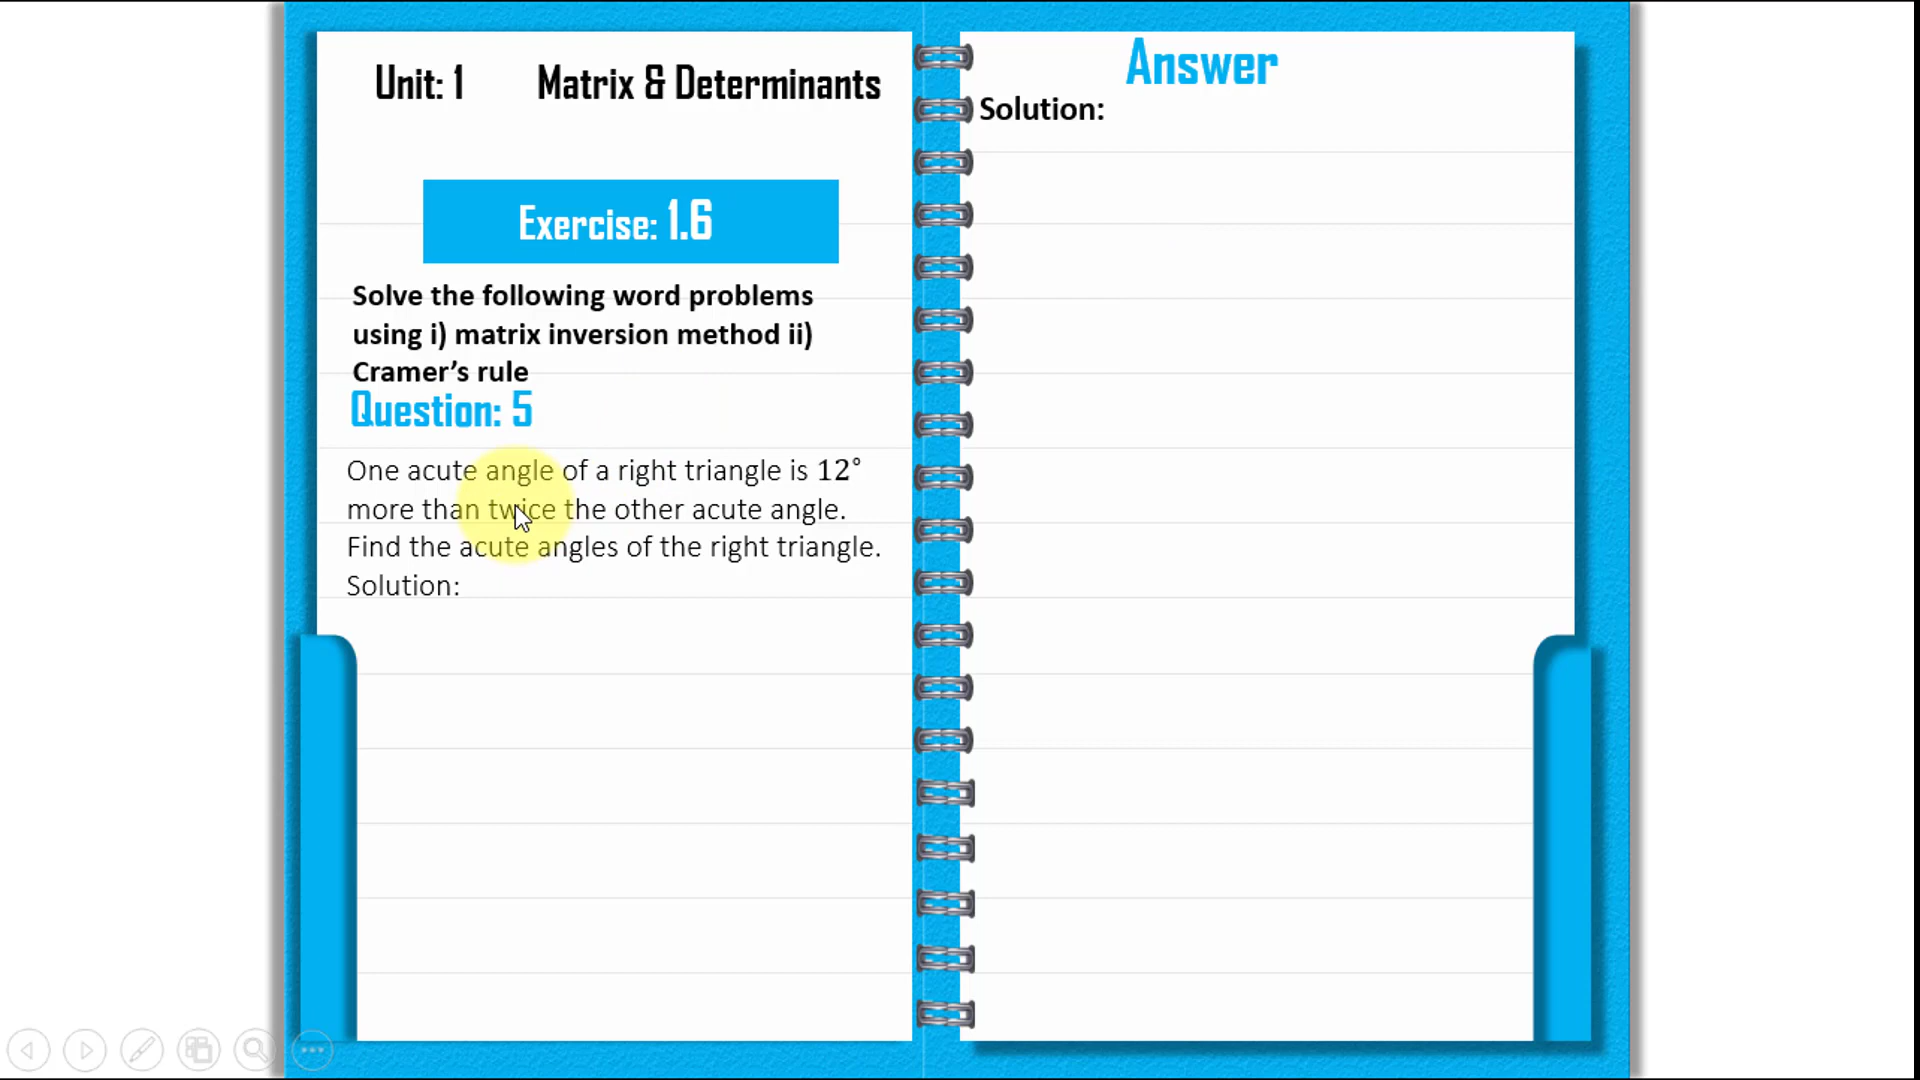 Unit: 1 Matrix & Determinants
Exercise: 1.6
Solve the following word problems
using i) matrix inversion method ii)
Cramer’s rule
Question: 5
One acute angle of a right triangle is 12°
more than twice the other acute angle.
Find the acute angles of the right triangle.
Solution:
Answer
Solution: